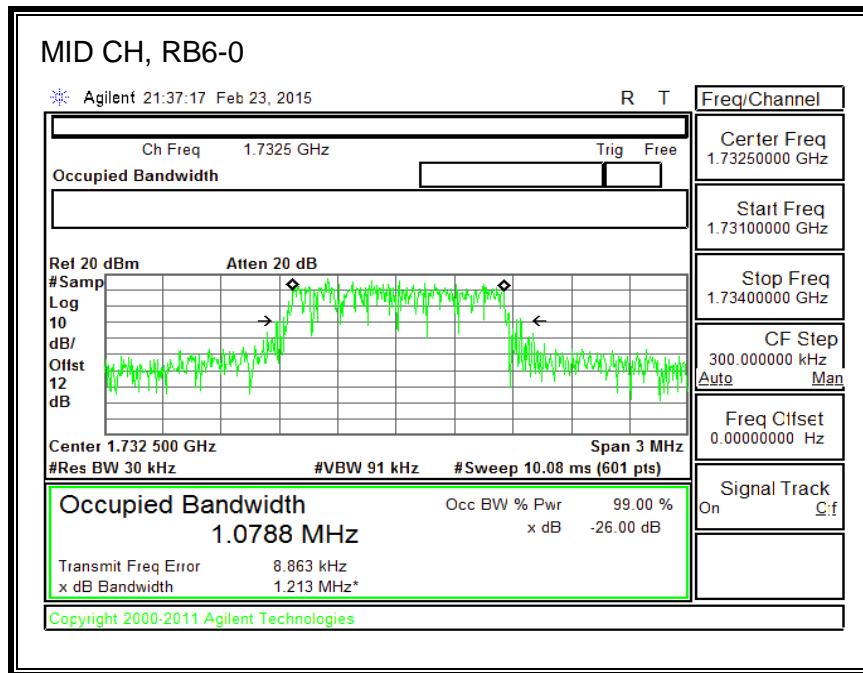 MID CH, RB6-0
Agilent 21:37:17 Feb 23, 2015 R T
Freq/Channel
Ch Freq 1.7325 GHz Trig Free
Occupied Bandwidth
Center Freq
1.73250000 GHz
Start Freq
1.73100000 GHz
Stop Freq
1.73400000 GHz
CF Step
300.000000 kHz
Auto Man
Freq Offset
0.00000000 Hz
Signal Track
On Off
Ref 20 dBm Atten 20 dB
#Samp
Log
10
dB/
Offst
12
dB
Center 1.732 500 GHz Span 3 MHz
#Res BW 30 kHz #VBW 91 kHz #Sweep 10.08 ms (601 pts)
Occupied Bandwidth Occ BW % Pwr 99.00 %
1.0788 MHz x dB -26.00 dB
Transmit Freq Error 8.863 kHz
x dB Bandwidth 1.213 MHz*
Copyright 2000-2011 Agilent Technologies